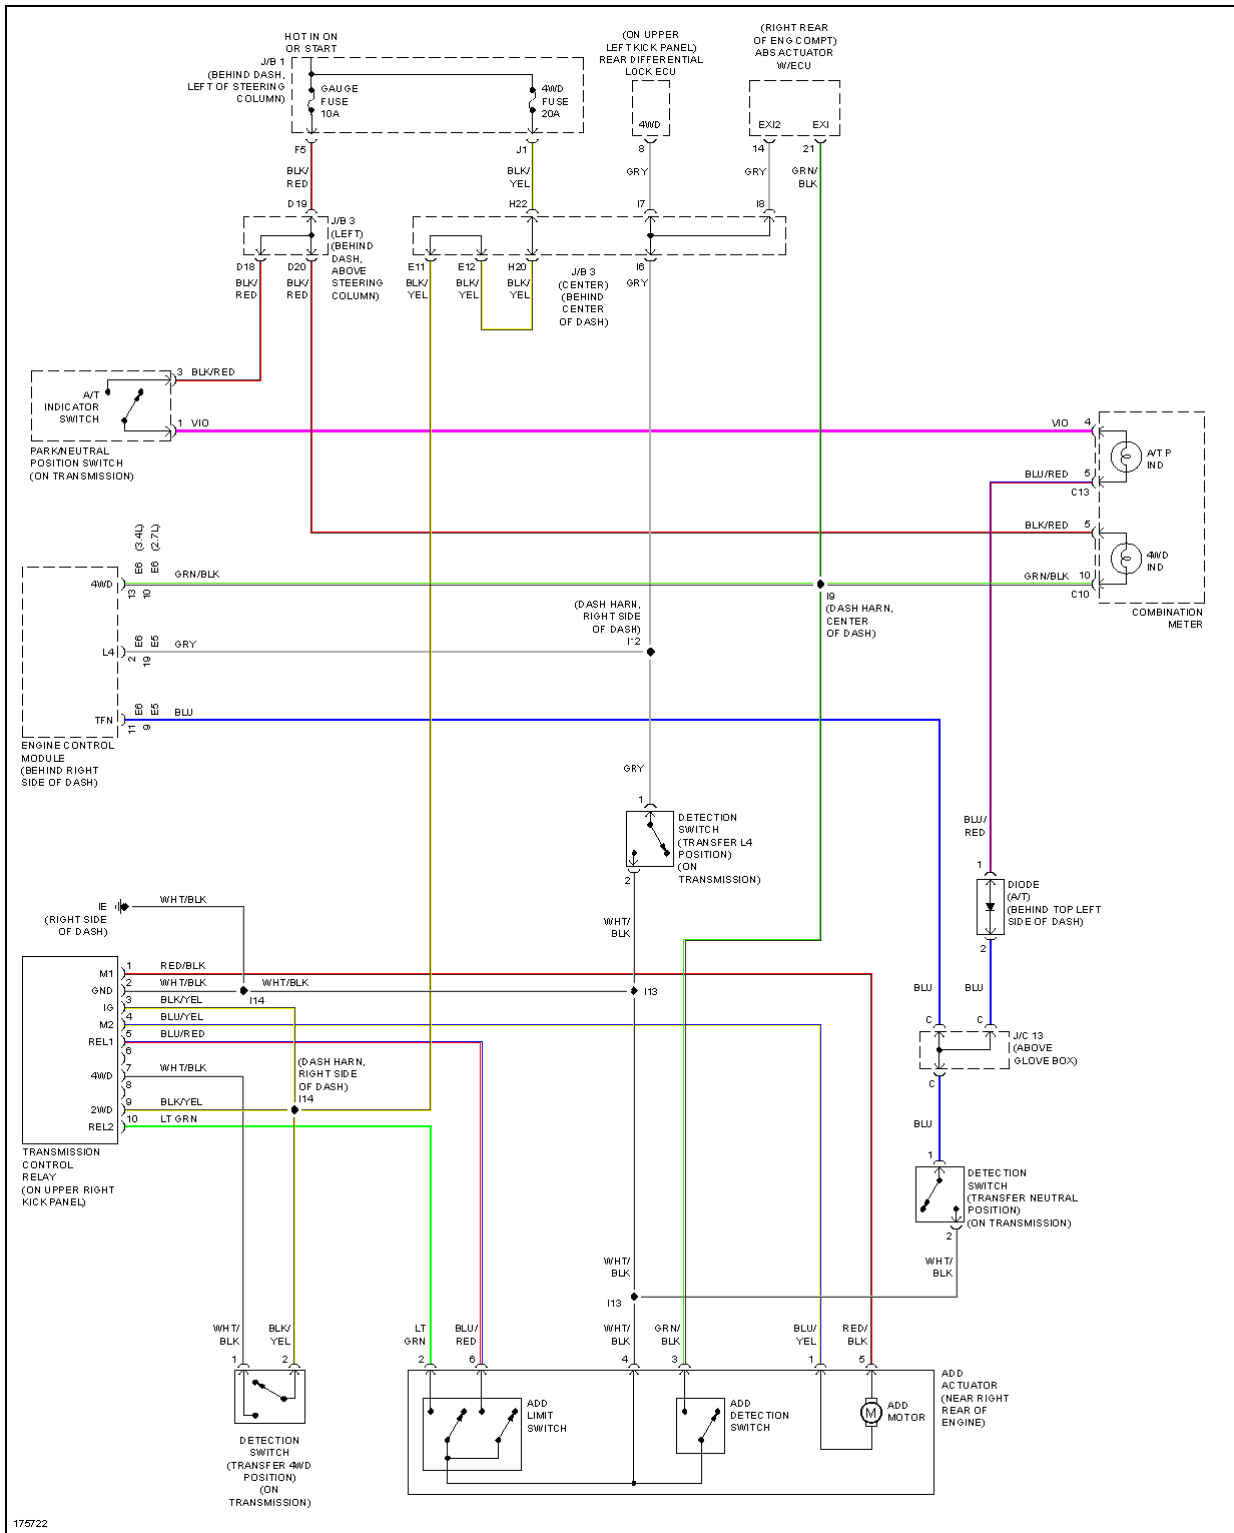 HOT IN ON
OR START
J/B 1
(BEHIND DASH,
LEFT OF STEERING
COLUMN)
GAUGE
FUSE
10A
4WD
FUSE
20A
(ON UPPER
LEFT KICK PANEL)
REAR DIFFERENTIAL
LOCK ECU
4WD
(RIGHT REAR
OF ENG COMPT)
ABS ACTUATOR
W/ECU
EXI2
EXI
F5
J1
8
14
21
BLK/
RED
BLK/
YEL
GRY
GRY
GRN/
BLK
D19
H22
I7
I8
J/B 3
(LEFT)
(BEHIND
DASH,
ABOVE
STEERING
COLUMN)
D18
D20
E11
E12
H20
I6
BLK/
RED
BLK/
RED
BLK/
YEL
BLK/
YEL
BLK/
YEL
GRY
J/B 3
(CENTER)
(BEHIND
CENTER
OF DASH)
A/T
INDICATOR
SWITCH
3
BLK/RED
1
VIO
PARK/NEUTRAL
POSITION SWITCH
(ON TRANSMISSION)
VIO
4
A/T P
IND
BLU/RED
5
C13
BLK/RED
5
4WD
IND
GRN/BLK
10
C10
COMBINATION
METER
E6 (3.4L)
E6 (2.7L)
4WD
13
10
GRN/BLK
I9
(DASH HARN,
CENTER
OF DASH)
(DASH HARN,
RIGHT SIDE
OF DASH)
I12
L4
2 E6
19 E5
GRY
TFN
11 E6
9 E5
BLU
ENGINE CONTROL
MODULE
(BEHIND RIGHT
SIDE OF DASH)
GRY
1
DETECTION
SWITCH
(TRANSFER L4
POSITION)
(ON
TRANSMISSION)
2
WHT/
BLK
BLU/
RED
1
DIODE
(A/T)
(BEHIND TOP LEFT
SIDE OF DASH)
2
BLU
BLU
IE
(RIGHT SIDE
OF DASH)
WHT/BLK
M1
1
RED/BLK
GND
2
WHT/BLK
I14
WHT/BLK
I13
IG
3
BLK/YEL
M2
4
BLU/YEL
REL1
5
BLU/RED
6
4WD
7
WHT/BLK
8
2WD
9
BLK/YEL
REL2
10
LT GRN
(DASH HARN,
RIGHT SIDE
OF DASH)
I14
TRANSMISSION
CONTROL
RELAY
(ON UPPER RIGHT
KICK PANEL)
C
C
J/C 13
(ABOVE
GLOVE BOX)
C
BLU
1
DETECTION
SWITCH
(TRANSFER NEUTRAL
POSITION)
(ON TRANSMISSION)
2
WHT/
BLK
WHT/
BLK
I13
WHT/
BLK
BLK/
YEL
LT
GRN
BLU/
RED
WHT/
BLK
GRN/
BLK
BLU/
YEL
RED/
BLK
1
2
2
6
4
3
1
5
ADD
LIMIT
SWITCH
ADD
DETECTION
SWITCH
M
ADD
MOTOR
ADD
ACTUATOR
(NEAR RIGHT
REAR OF
ENGINE)
DETECTION
SWITCH
(TRANSFER 4WD
POSITION)
(ON
TRANSMISSION)
175722